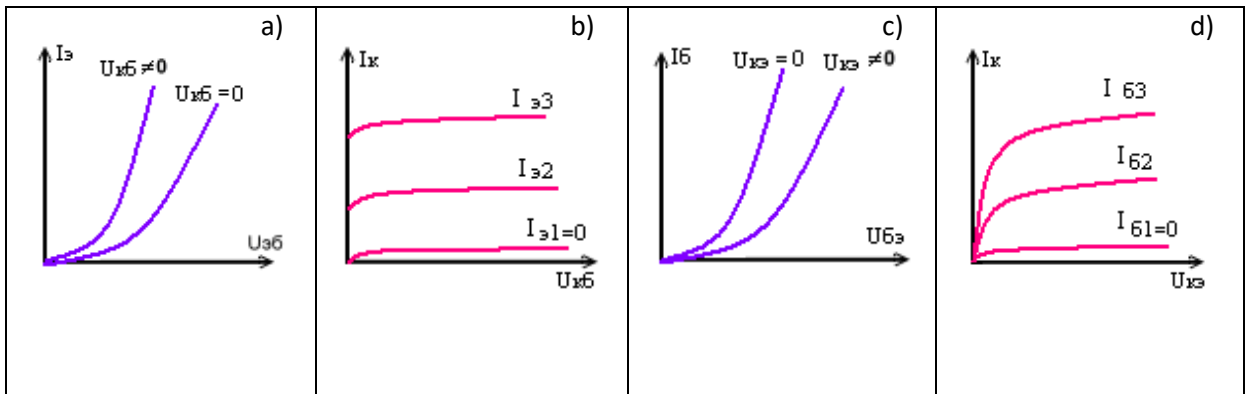 a)
Iэ
Uкб ≠0
Uкб =0
Uэб
b)
Iк
I э3
I э2
I э1=0
Uкб
c)
Iб
Uкэ = 0
Uкэ ≠0
Uбэ
d)
Iк
I б3
I б2
I б1=0
Uкэ